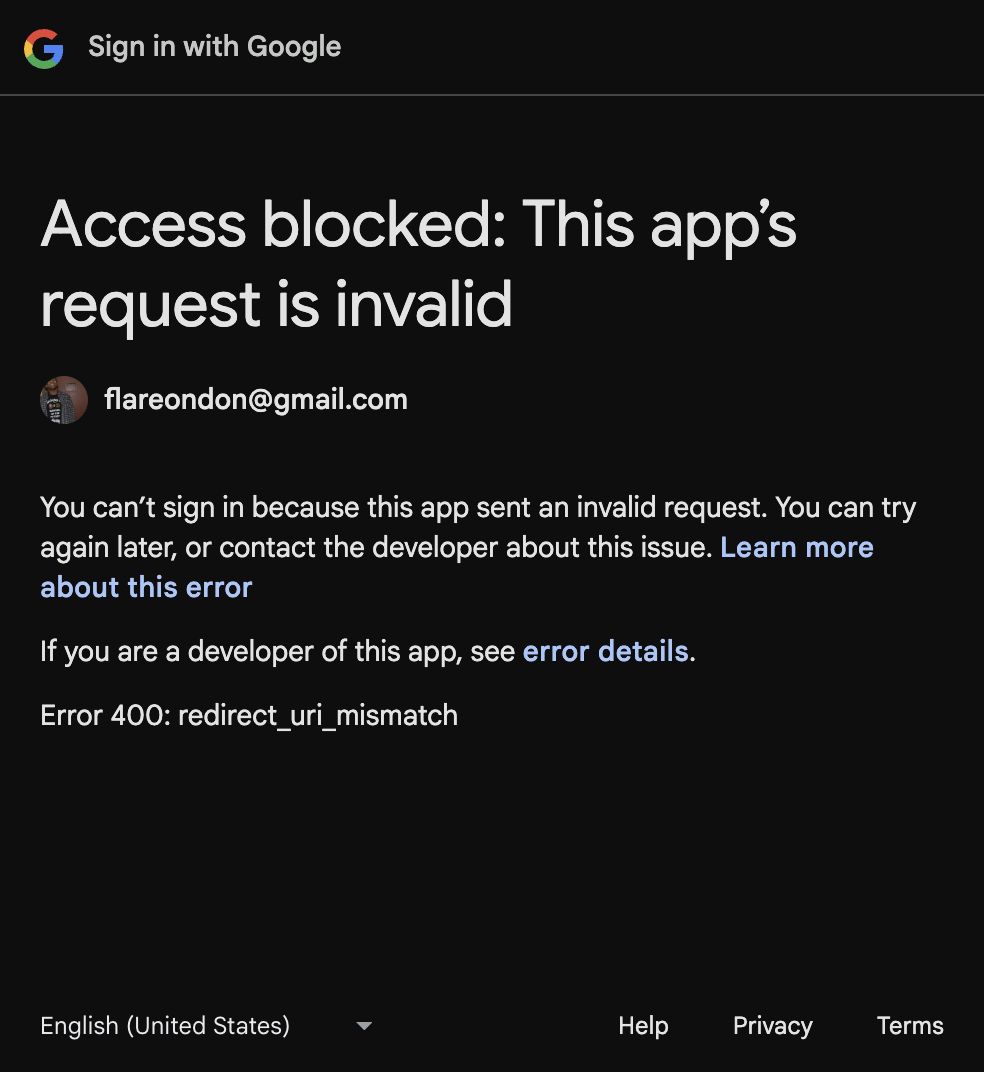 Sign in with Google
Access blocked: This app’s
request is invalid
flareondon@gmail.com
You can’t sign in because this app sent an invalid request. You can try
again later, or contact the developer about this issue. Learn more
about this error
If you are a developer of this app, see error details.
Error 400: redirect_uri_mismatch
English (United States)
Help Privacy Terms